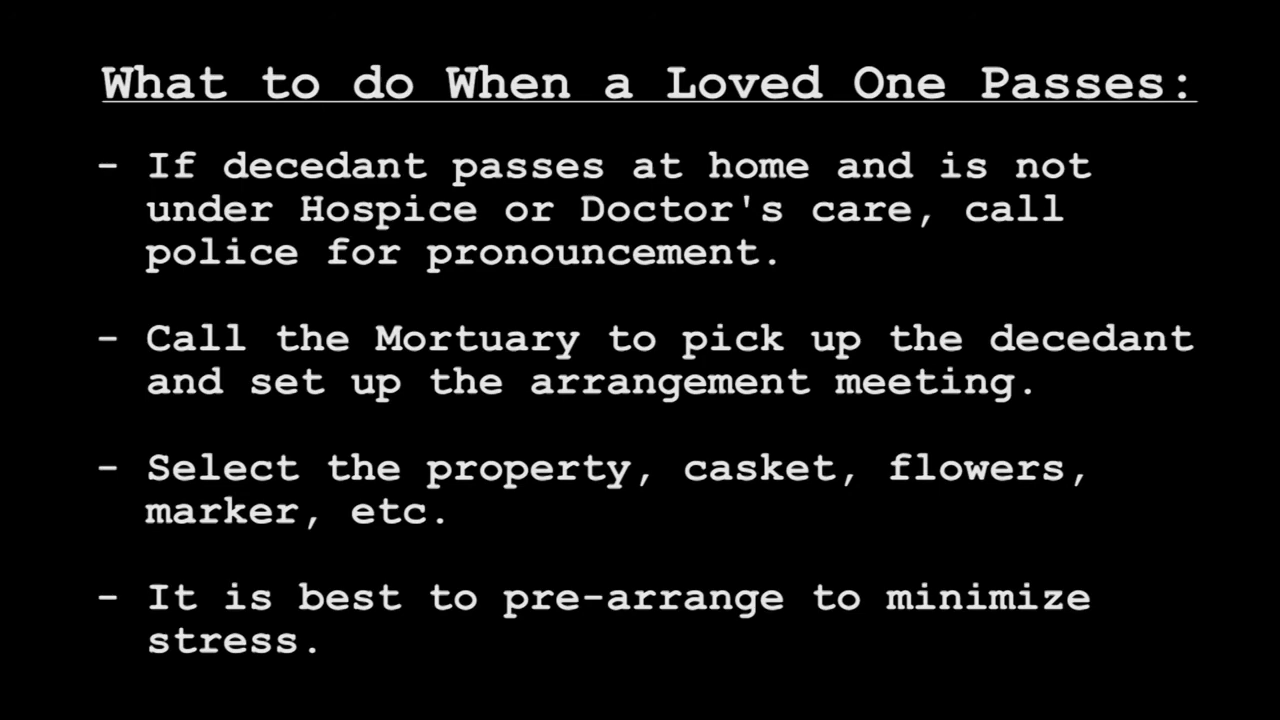 What to do When a Loved One Passes:
- If decedant passes at home and is not
under Hospice or Doctor's care, call
police for pronouncement.
- Call the Mortuary to pick up the decedant
and set up the arrangement meeting.
- Select the property, casket, flowers,
marker, etc.
- It is best to pre-arrange to minimize
stress.